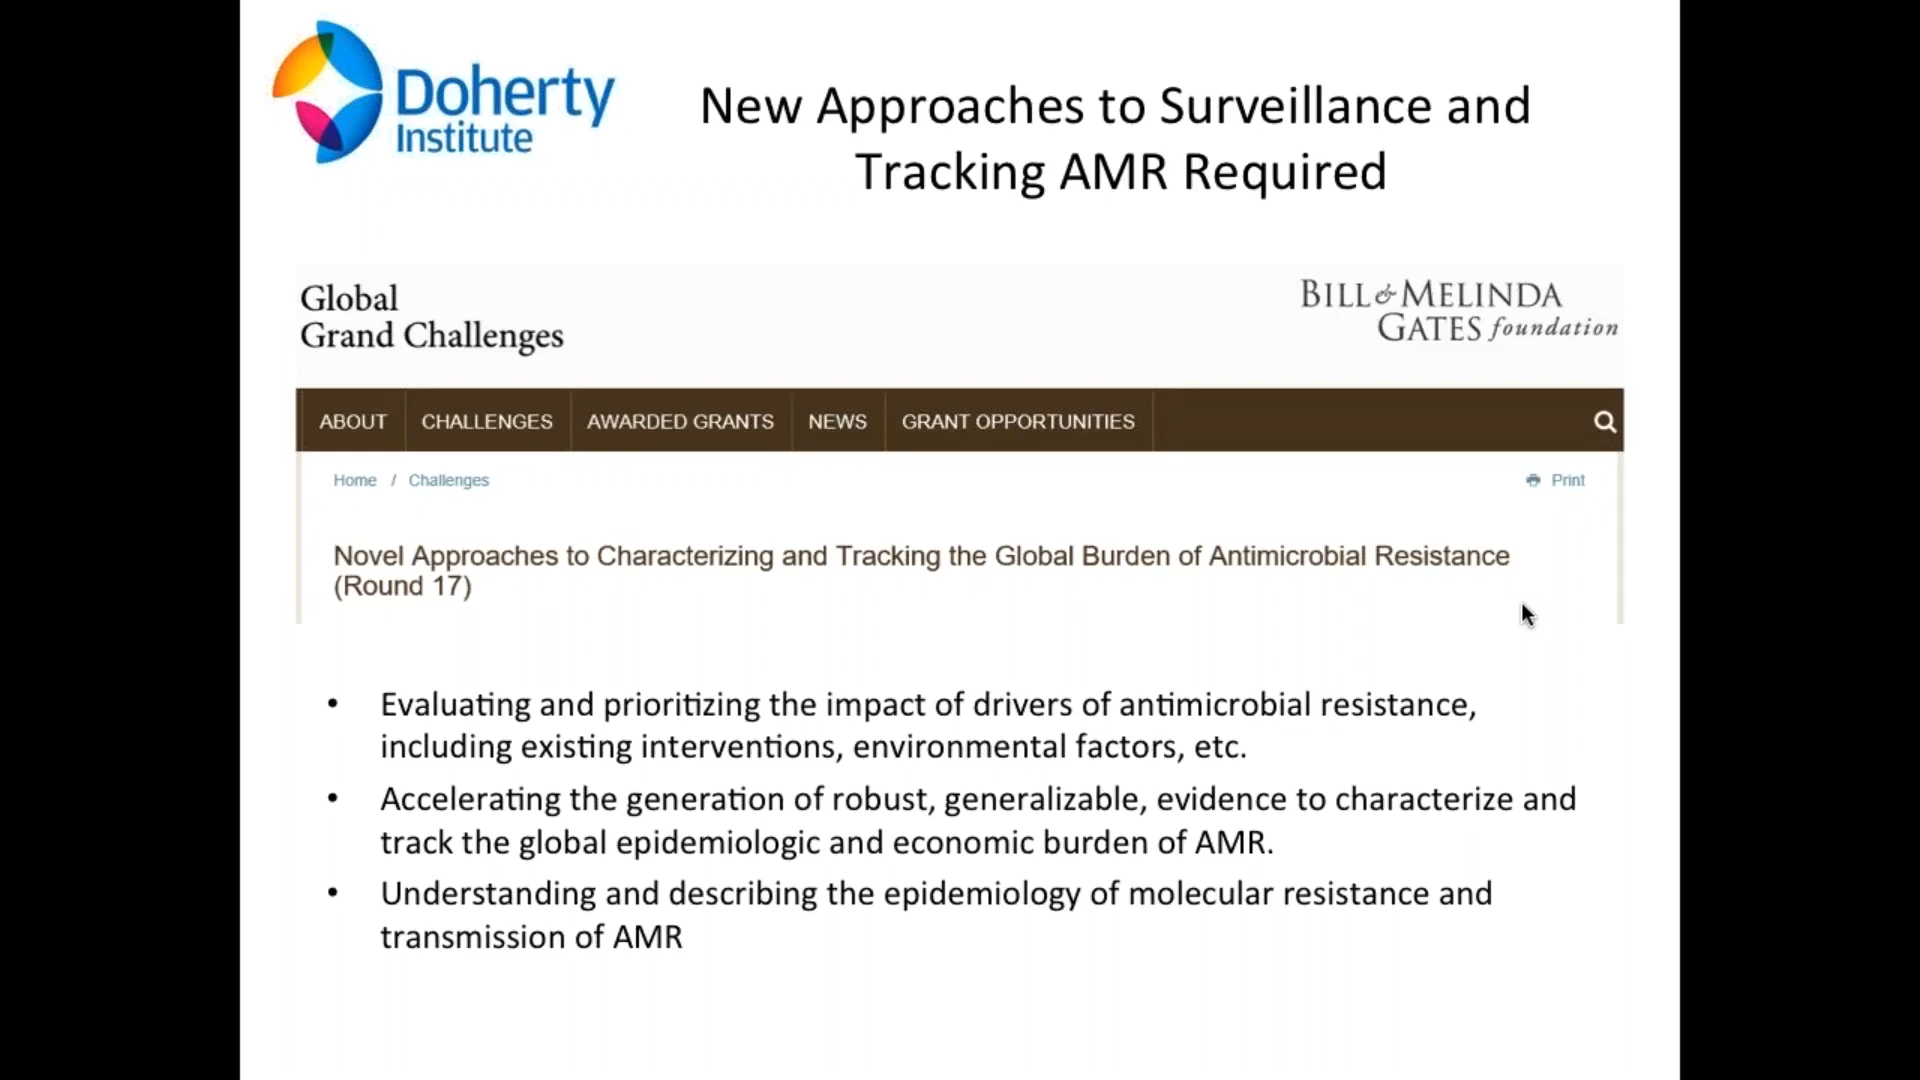 Doherty
Institute
New Approaches to Surveillance and
Tracking AMR Required
Global
Grand Challenges
BILL & MELINDA
GATES foundation
ABOUT CHALLENGES AWARDED GRANTS NEWS GRANT OPPORTUNITIES
Home / Challenges Print
Novel Approaches to Characterizing and Tracking the Global Burden of Antimicrobial Resistance
(Round 17)
• Evaluating and prioritizing the impact of drivers of antimicrobial resistance,
including existing interventions, environmental factors, etc.
• Accelerating the generation of robust, generalizable, evidence to characterize and
track the global epidemiologic and economic burden of AMR.
• Understanding and describing the epidemiology of molecular resistance and
transmission of AMR